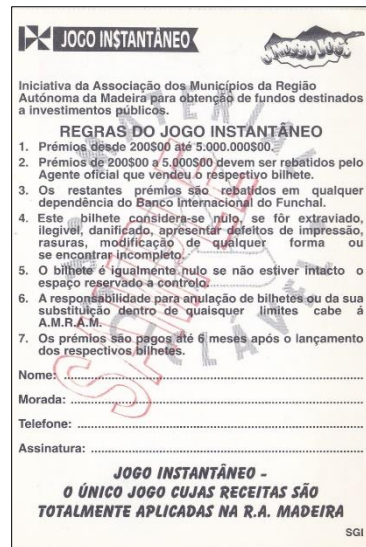 JOGO IN$TANTÂNEO
O NOSSO JOGO
Iniciativa da Associação dos Municípios da Região
Autónoma da Madeira para obtenção de fundos destinados
a investimentos públicos.
REGRAS DO JOGO INSTANTÂNEO
1. Prémios desde 200$00 até 5.000.000$00.
2. Prémios de 200$00 a 5.000$00 devem ser rebatidos pelo
Agente oficial que vendeu o respectivo bilhete.
3. Os restantes prémios são rebatidos em qualquer
dependência do Banco Internacional do Funchal.
4. Este bilhete considera-se nulo, se fôr extraviado,
ilegivel, danificado, apresentar defeitos de impressão,
rasuras, modificação de qualquer forma ou
se encontrar incompleto.
5. O bilhete é igualmente nulo se não estiver intacto o
espaço reservado a controlo.
6. A responsabilidade para anulação de bilhetes ou da sua
substituição dentro de quaisquer limites cabe á
A.M.R.A.M.
7. Os prémios são pagos até 6 meses após o lançamento
dos respectivos bilhetes.
Nome:
Morada:
Telefone:
Assinatura:
JOGO INSTANTÂNEO -
O ÚNICO JOGO CUJAS RECEITAS SÃO
TOTALMENTE APLICADAS NA R.A. MADEIRA
SGI